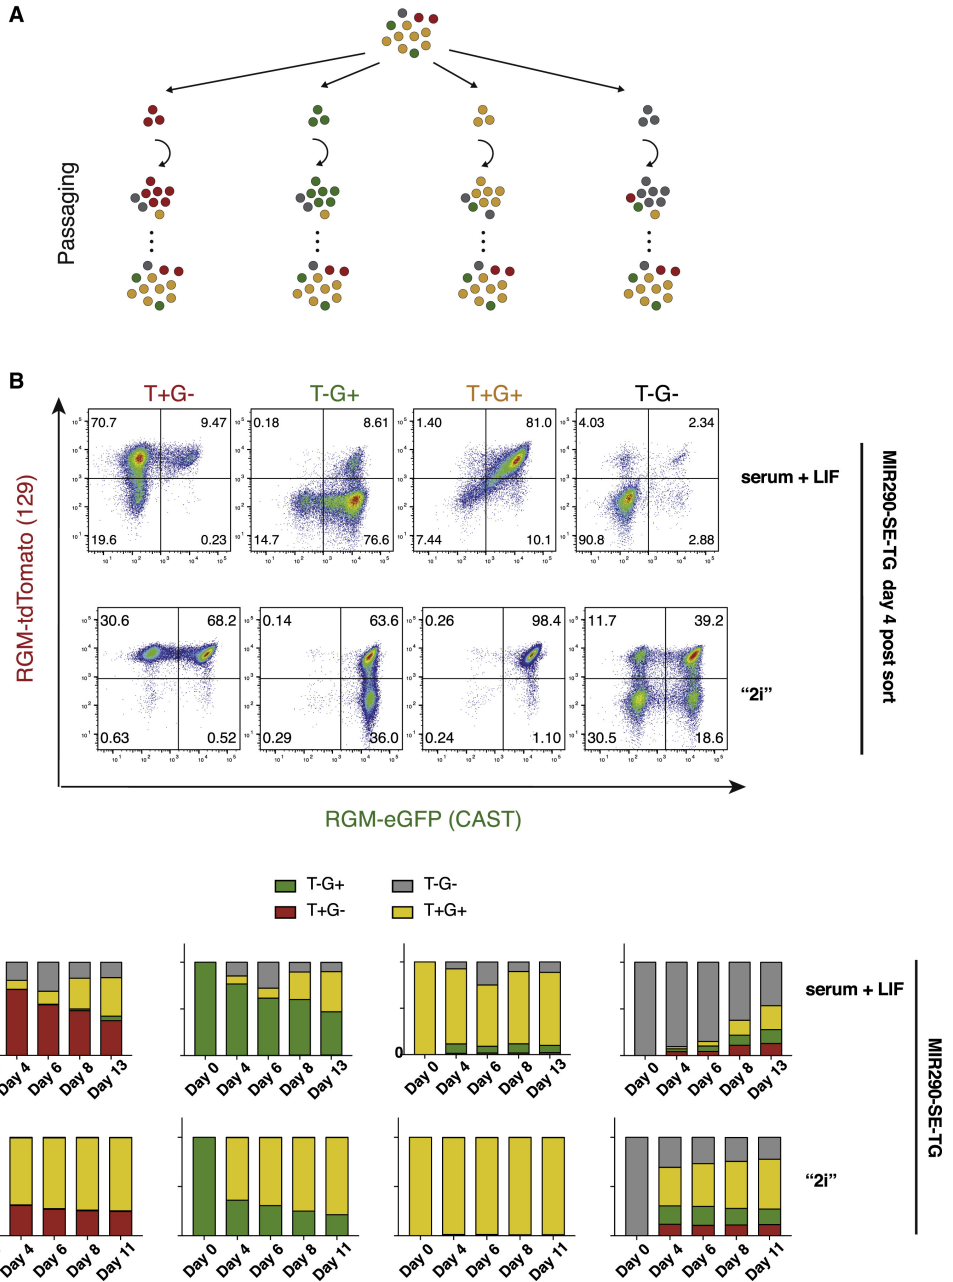 A
Passaging
B
T+G-
T-G+
T+G+
T-G-
70.7
9.47
19.6
0.23
0.18
8.61
14.7
76.6
1.40
81.0
7.44
10.1
4.03
2.34
90.8
2.88
serum + LIF
30.6
68.2
0.63
0.52
0.14
63.6
0.29
36.0
0.26
98.4
0.24
1.10
11.7
39.2
30.5
18.6
“2i”
RGM-tdTomato (129)
RGM-eGFP (CAST)
MIR290-SE-TG day 4 post sort
T-G+
T-G-
T+G-
T+G+
0
Day 4
Day 6
Day 8
Day 13
Day 0
Day 4
Day 6
Day 8
Day 13
Day 0
Day 4
Day 6
Day 8
Day 13
Day 0
Day 4
Day 6
Day 8
Day 13
serum + LIF
Day 4
Day 6
Day 8
Day 11
Day 0
Day 4
Day 6
Day 8
Day 11
Day 0
Day 4
Day 6
Day 8
Day 11
Day 0
Day 4
Day 6
Day 8
Day 11
“2i”
MIR290-SE-TG